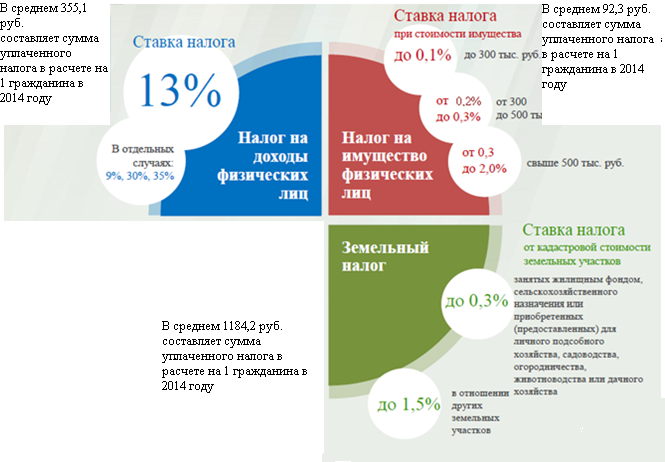 В среднем 355,1
руб.
составляет сумма
уплаченного
налога в расчете на
1 гражданина в
2014 году
Ставка налога
13%
В отдельных
случаях:
9%, 30%, 35%
Налог на
доходы
физических
лиц
Ставка налога
при стоимости имущества
до 0,1%
до 300 тыс. руб.
от 0,2%
до 0,3%
от 300
до 500 ты
от 0,3
до 2,0%
свыше 500 тыс. руб.
Налог на
имущество
физических
лиц
В среднем 92,3 руб.
составляет сумма
уплаченного налога
в расчете на 1
гражданина в 2014
году
Земельный
налог
Ставка налога
от кадастровой стоимости
земельных участков
до 0,3%
занятых жилищным фондом,
сельскохозяйственного
назначения или
приобретенных
(предоставленных) для
личного подсобного
хозяйства, садоводства,
огородничества,
животноводства или дачного
хозяйства
до 1,5%
в отношении
других
земельных
участков
В среднем 1184,2 руб.
составляет сумма
уплаченного налога в
расчете на 1 гражданина в
2014 году